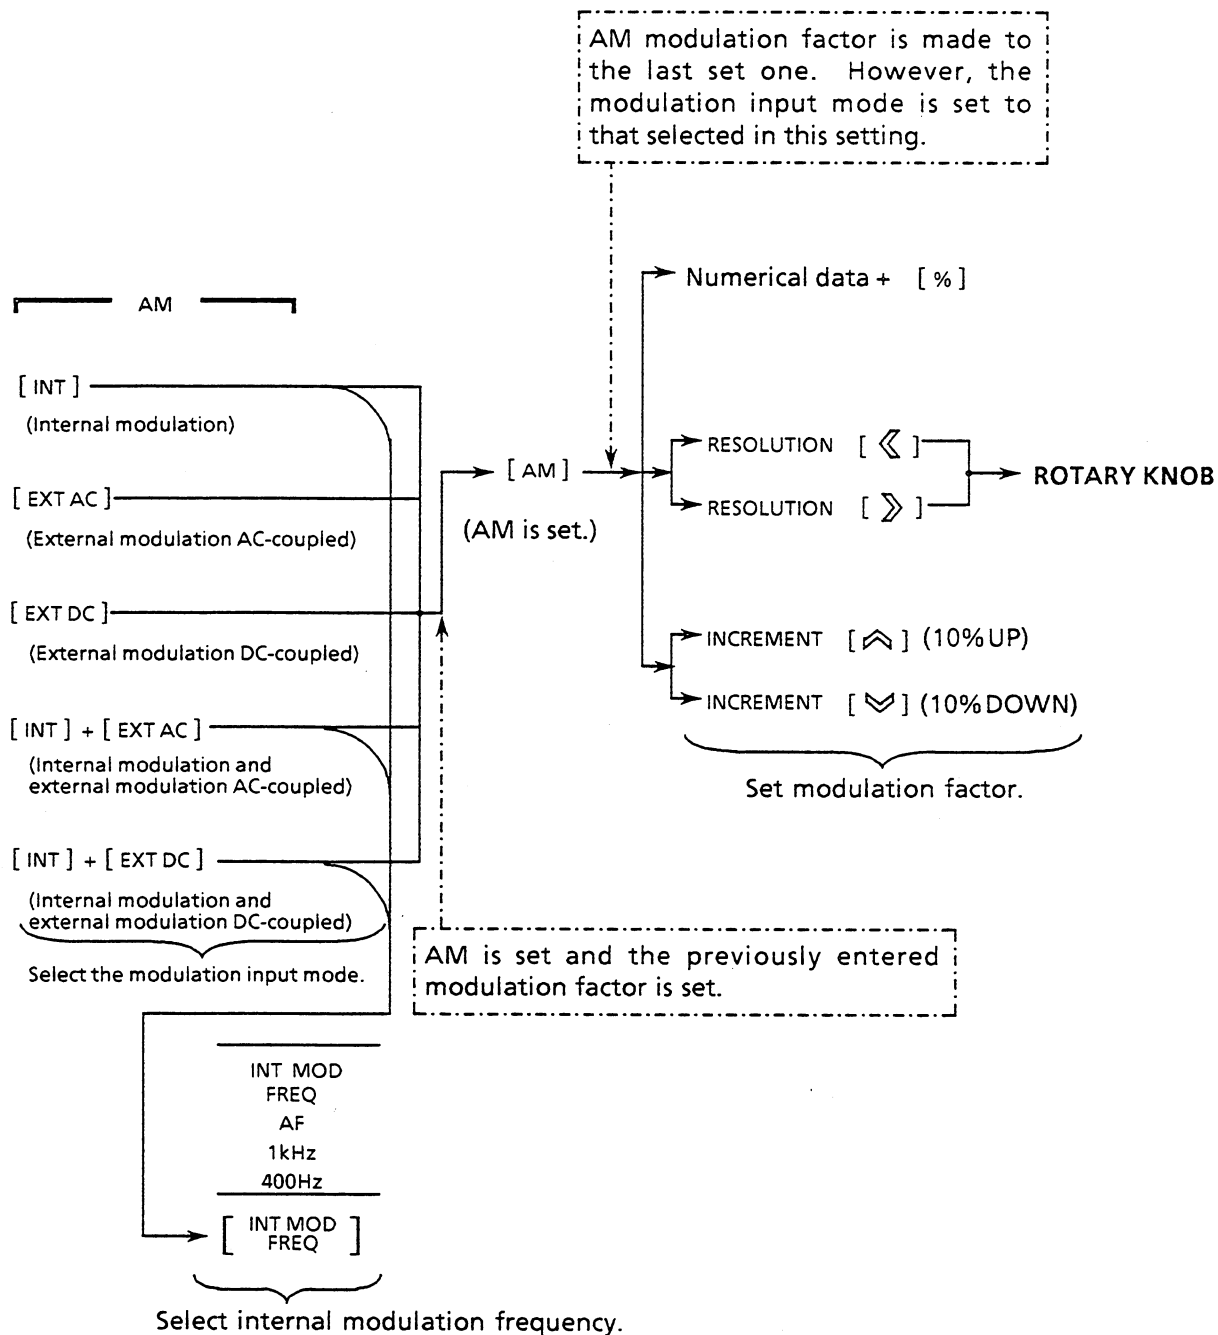 AM modulation factor is made to
the last set one. However, the
modulation input mode is set to
that selected in this setting.
Numerical data + [ % ]
AM
[ INT ]
(Internal modulation)
[ EXT AC ]
(External modulation AC-coupled)
[ EXT DC ]
(External modulation DC-coupled)
[ INT ] + [ EXT AC ]
(Internal modulation and
external modulation AC-coupled)
[ INT ] + [ EXT DC ]
(Internal modulation and
external modulation DC-coupled)
Select the modulation input mode.
[ AM ]
(AM is set.)
RESOLUTION [ ≪ ]
RESOLUTION [ ≫ ]
ROTARY KNOB
INCREMENT [ ︽ ] (10% UP)
INCREMENT [ ︾ ] (10% DOWN)
Set modulation factor.
AM is set and the previously entered
modulation factor is set.
INT MOD
FREQ
AF
1kHz
400Hz
[ INT MOD
FREQ ]
Select internal modulation frequency.